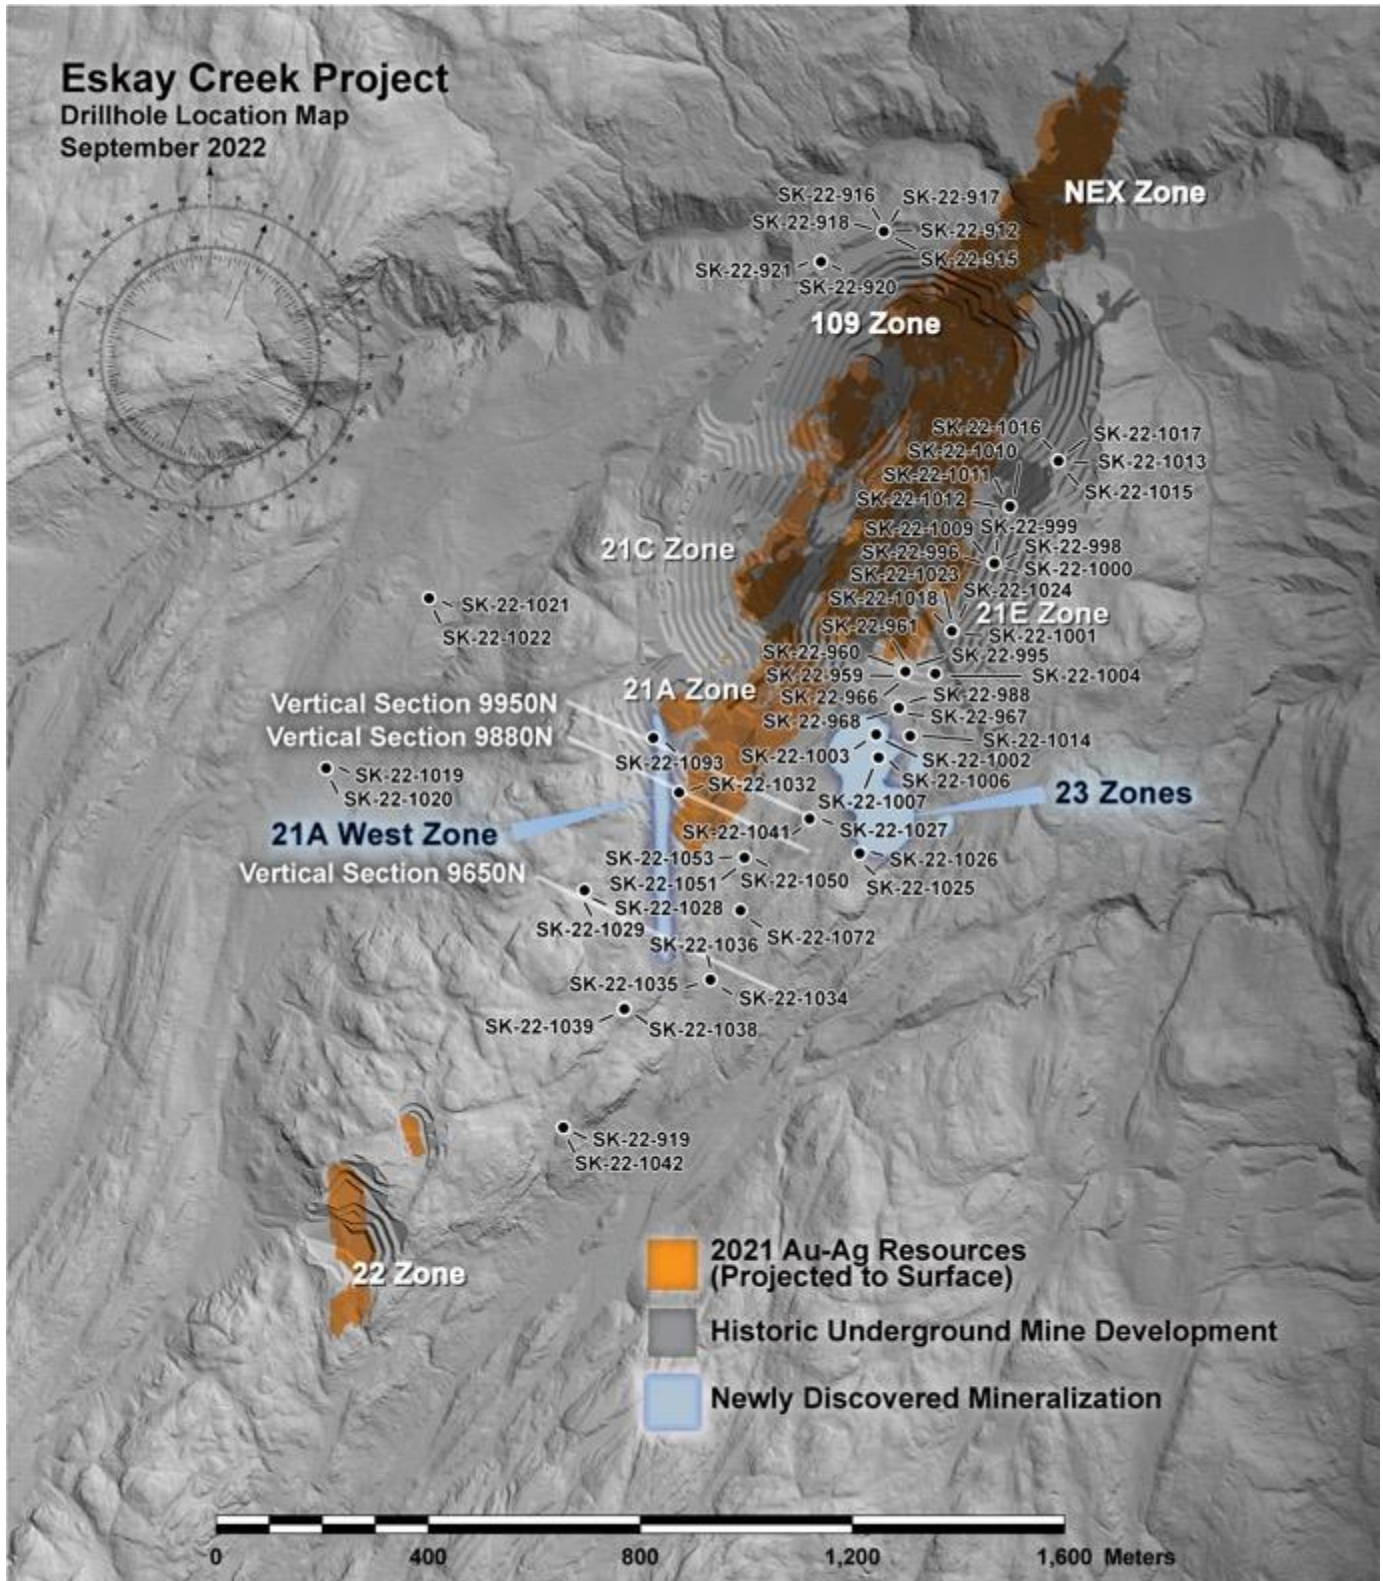 Eskay Creek Project
Drillhole Location Map
September 2022
NEX Zone
SK-22-916
SK-22-917
SK-22-918
SK-22-912
SK-22-915
SK-22-921
SK-22-920
109 Zone
SK-22-1016
SK-22-1017
SK-22-1010
SK-22-1013
SK-22-1011
SK-22-1015
SK-22-1012
SK-22-999
SK-22-1009
SK-22-998
21C Zone
SK-22-996
SK-22-1000
SK-22-1023
SK-22-1024
SK-22-1018
SK-22-1021
21E Zone
SK-22-961
SK-22-1001
SK-22-1022
SK-22-960
SK-22-995
SK-22-959
SK-22-1004
21A Zone
SK-22-966
SK-22-988
Vertical Section 9950N
SK-22-968
SK-22-967
Vertical Section 9880N
SK-22-1014
SK-22-1003
SK-22-1002
SK-22-1093
SK-22-1019
SK-22-1032
SK-22-1006
SK-22-1020
SK-22-1007
23 Zones
21A West Zone
SK-22-1041
SK-22-1027
SK-22-1053
SK-22-1026
Vertical Section 9650N
SK-22-1051
SK-22-1050
SK-22-1025
SK-22-1028
SK-22-1029
SK-22-1072
SK-22-1036
SK-22-1035
SK-22-1034
SK-22-1039
SK-22-1038
SK-22-919
SK-22-1042
22 Zone
2021 Au-Ag Resources
(Projected to Surface)
Historic Underground Mine Development
Newly Discovered Mineralization
0 400 800 1,200 1,600 Meters